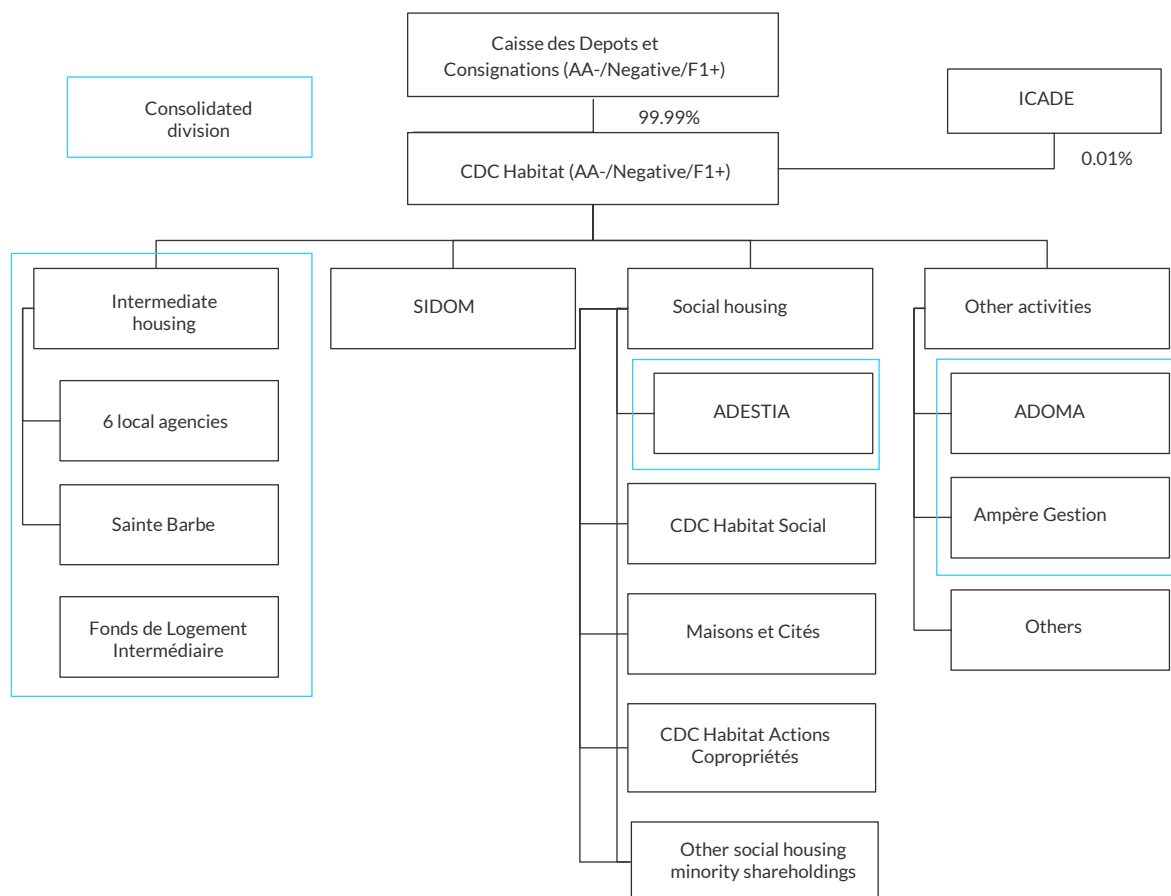 Caisse des Depots et
Consignations (AA-/Negative/F1+)
Consolidated
division
ICADE
99.99%
CDC Habitat (AA-/Negative/F1+)
0.01%
Intermediate
housing
SIDOM
Social housing
Other activities
6 local agencies
ADESTIA
ADOMA
Sainte Barbe
CDC Habitat Social
Ampère Gestion
Fonds de Logement
Intermédiaire
Maisons et Cités
Others
CDC Habitat Actions
Copropriétés
Other social housing
minority shareholdings